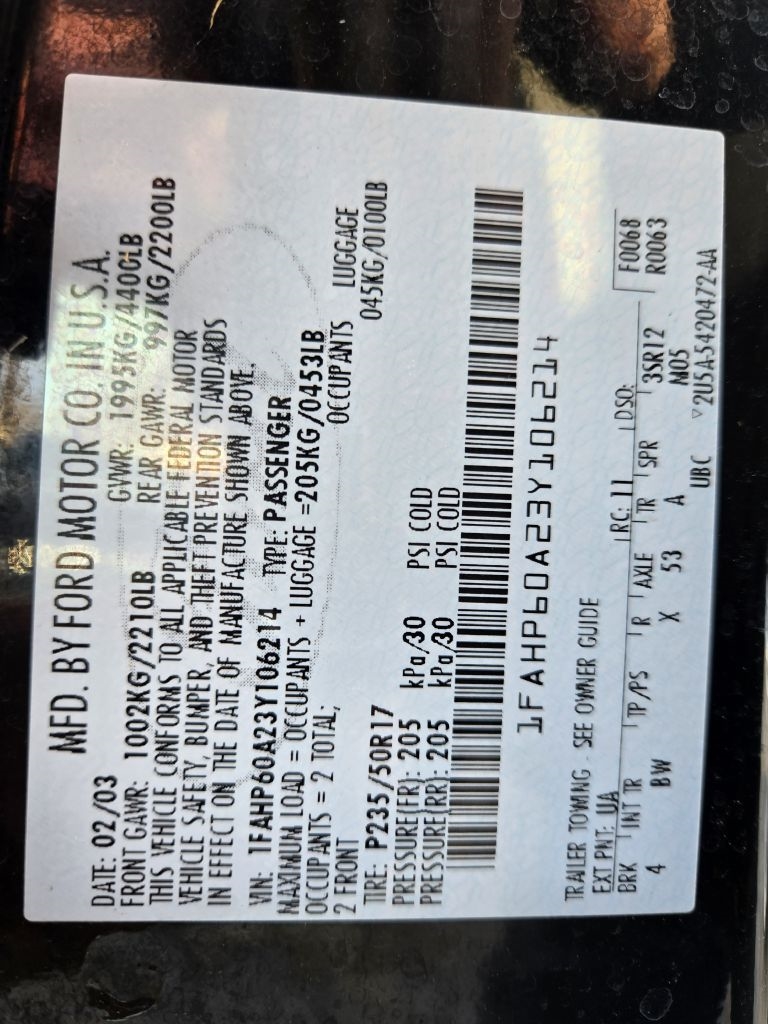 MFD. BY FORD MOTOR CO. IN U.S.A.
DATE: 02/03 GVWR: 1995KG/4400LB
FRONT GAWR: 1002KG/2210LB REAR GAWR: 997KG/2200LB
THIS VEHICLE CONFORMS TO ALL APPLICABLE FEDERAL MOTOR
VEHICLE SAFETY, BUMPER, AND THEFT PREVENTION STANDARDS
IN EFFECT ON THE DATE OF MANUFACTURE SHOWN ABOVE.
VIN: 1FAHP60A23Y106214 TYPE: PASSENGER
MAXIMUM LOAD = OCCUPANTS + LUGGAGE =205KG/0453LB
OCCUPANTS = 2 TOTAL; OCCUPANTS LUGGAGE
2 FRONT 045KG/0100LB
TIRE: P235/50R17
PRESSURE(FR): 205 kPa/30 PSI COLD
PRESSURE(RR): 205 kPa/30 PSI COLD
1FAHP60A23Y106214
TRAILER TOWING - SEE OWNER GUIDE
EXT PNT: UA RC: 11 DSO: F0068
BRK INT TR TP/PS R AXLE TR SPR R0063
4 BW X 53 A 3SR12
M05
UBC ▽2U5A-5420472-AA